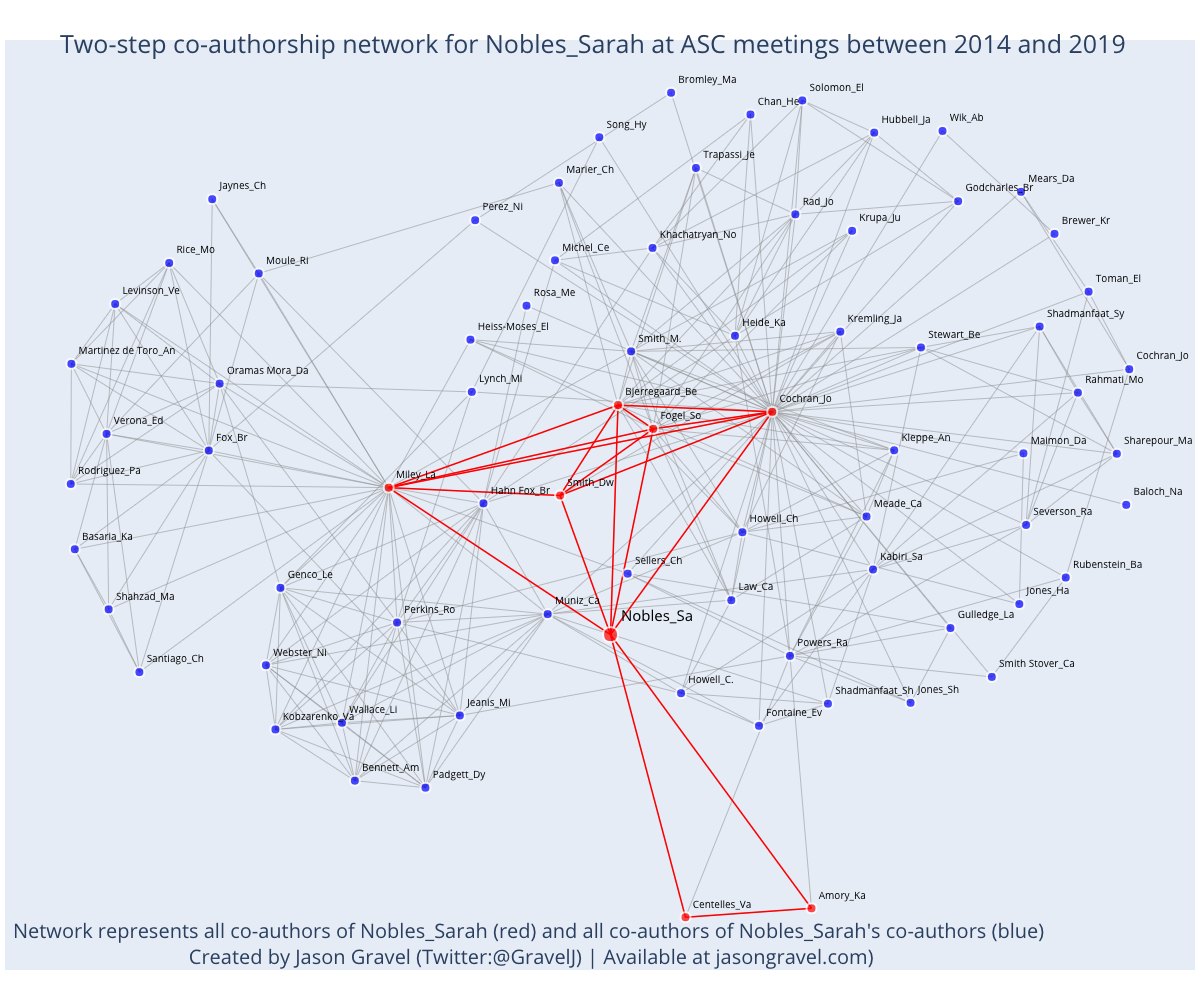 Two-step co-authorship network for Nobles_Sarah at ASC meetings between 2014 and 2019
Bromley_Ma
Solomon_El
Chan_He
Hubbell_Ja
Wik_Ab
Song_Hy
Trapassi_Je
Marier_Ch
Mears_Da
Jaynes_Ch
Godcharles_Br
Rad_Jo
Perez_Ni
Krupa_Ju
Brewer_Kr
Khachatryan_No
Rice_Mo
Michel_Ce
Moule_Ri
Toman_El
Levinson_Ve
Rosa_Me
Shadmanfaat_Sy
Heide_Ka
Kremling_Ja
Heiss-Moses_El
Smith_M.
Stewart_Be
Martinez de Toro_An
Cochran_Jo
Oramas Mora_Da
Lynch_Mi
Rahmati_Mo
Bjerregaard_Be
Cochran_Jo
Fogel_So
Verona_Ed
Fox_Br
Kleppe_An
Maimon_Da
Sharepour_Ma
Rodriguez_Pa
Miley_La
Hahn Fox_Br
Smith_Dw
Baloch_Na
Meade_Ca
Severson_Ra
Howell_Ch
Basaria_Ka
Sellers_Ch
Kabiri_Sa
Rubenstein_Ba
Genco_Le
Law_Ca
Shahzad_Ma
Muniz_Ca
Jones_Ha
Perkins_Ro
Nobles_Sa
Gulledge_La
Webster_Ni
Powers_Ra
Santiago_Ch
Smith Stover_Ca
Howell_C.
Shadmanfaat_Sh
Jones_Sh
Jeanis_Mi
Wallace_Li
Kobzarenko_Va
Fontaine_Ev
Bennett_Am
Padgett_Dy
Amory_Ka
Centelles_Va
Network represents all co-authors of Nobles_Sarah (red) and all co-authors of Nobles_Sarah's co-authors (blue)
Created by Jason Gravel (Twitter:@GravelJ) | Available at jasongravel.com)